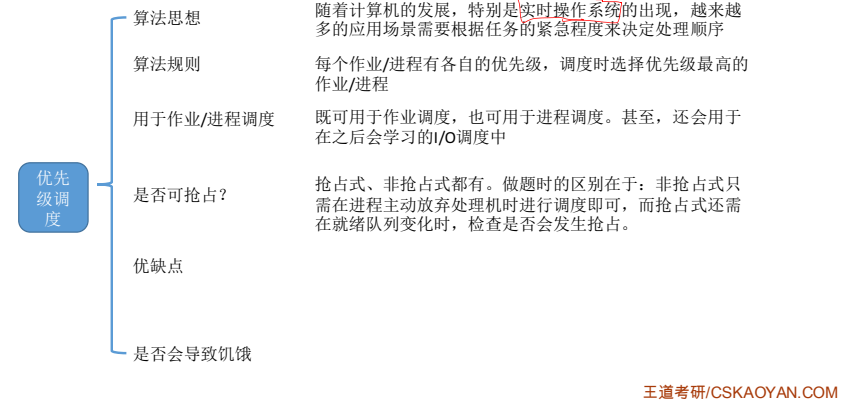 算法思想
随着计算机的发展，特别是实时操作系统的出现，越来越
多的应用场景需要根据任务的紧急程度来决定处理顺序
算法规则
每个作业/进程有各自的优先级，调度时选择优先级最高的
作业/进程
用于作业/进程调度
既可用于作业调度，也可用于进程调度。甚至，还会用于
在之后会学习的I/O调度中
优先
级调
度
是否可抢占？
抢占式、非抢占式都有。做题时的区别在于：非抢占式只
需在进程主动放弃处理机时进行调度即可，而抢占式还需
在就绪队列变化时，检查是否会发生抢占。
优缺点
是否会导致饥饿
王道考研/CSKAOYAN.COM